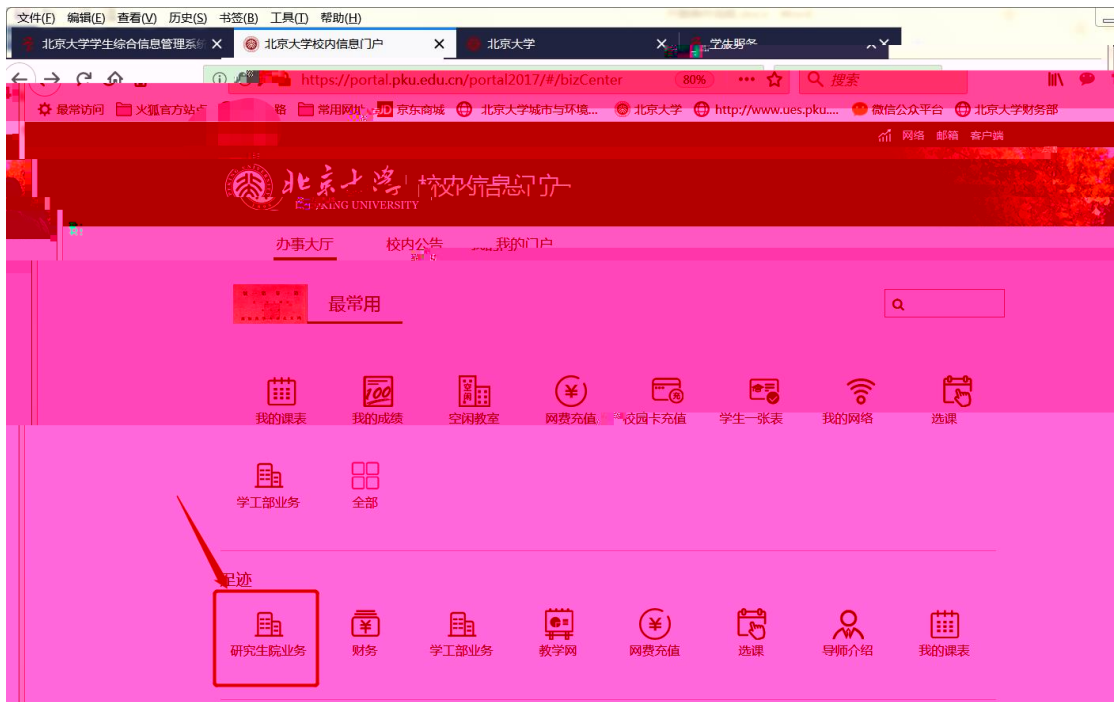 文件(F) 编辑(E) 查看(V) 历史(S) 书签(B) 工具(T) 帮助(H)
北京大学学生综合信息管理系统 北京大学校内信息门户 北京大学
https://portal.pku.edu.cn/portal2017/#/bizCenter 80% 搜索
最常访问 火狐官方站点 常用网址 京东商城 北京大学城市与环境... 北京大学 http://www.ues.pku.... 微信公众平台 北京大学财务部
网络 邮箱 客户端
北京大学 校内信息门户
PEKING UNIVERSITY
办事大厅 校内公告 我的门户
最常用
我的课表 我的成绩 空闲教室 网费充值 校园卡充值 学生一张表 我的网络 选课
学工部业务 全部
足迹
研究生院业务 财务 学工部业务 教学网 网费充值 选课 导师介绍 我的课表